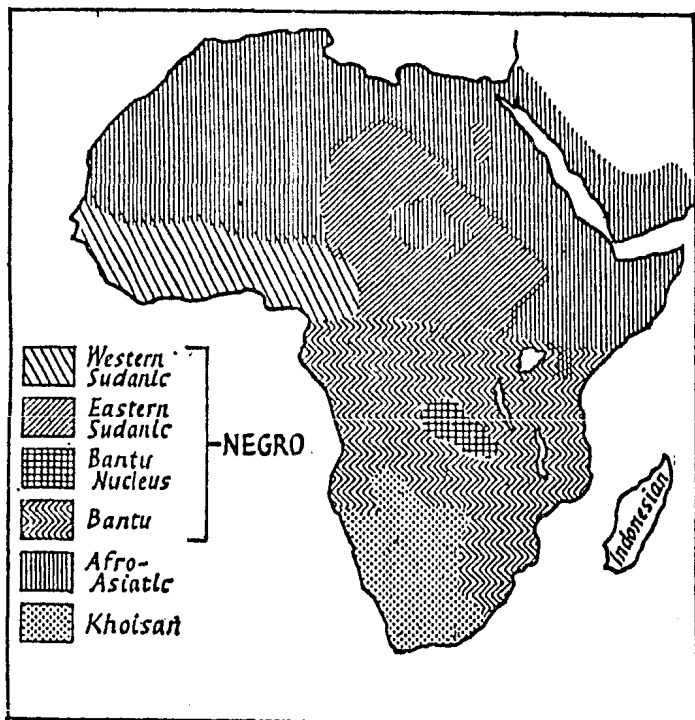 Western
Sudanic
Eastern
Sudanic
Bantu
Nucleus
Bantu
NEGRO
Afro-
Asiatic
Khoisan
Indonesian